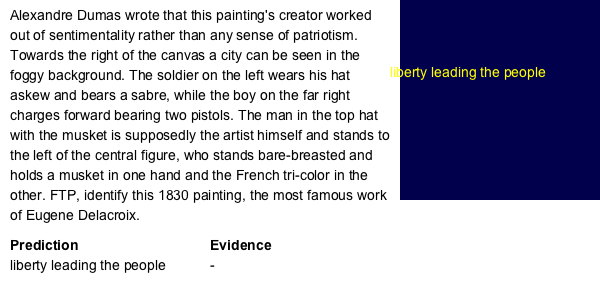 Alexandre Dumas wrote that this painting's creator worked
out of sentimentality rather than any sense of patriotism.
Towards the right of the canvas a city can be seen in the
foggy background. The soldier on the left wears his hat
askew and bears a sabre, while the boy on the far right
charges forward bearing two pistols. The man in the top hat
with the musket is supposedly the artist himself and stands to
the left of the central figure, who stands bare-breasted and
holds a musket in one hand and the French tri-color in the
other. FTP, identify this 1830 painting, the most famous work
of Eugene Delacroix.
liberty leading the people
Prediction Evidence
liberty leading the people -